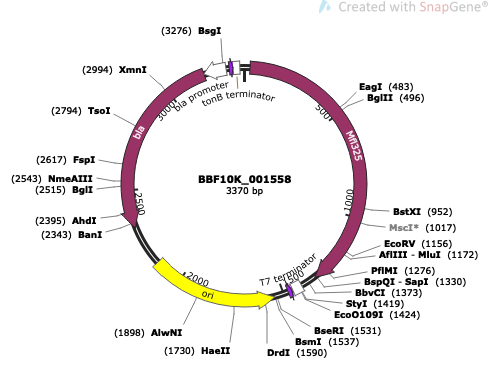 Created with SnapGene®
(3276) BsgI
(2994) XmnI
(2794) TsoI
(2617) FspI
(2543) NmeAIII
(2515) BglI
(2395) AhdI
(2343) BanI
(1898) AlwNI
(1730) HaeII
DrdI (1590)
BsmI (1537)
BseRI (1531)
EcoO109I (1424)
StyI (1419)
BbvCI (1373)
BspQI - SapI (1330)
PflMI (1276)
AflIII - MluI (1172)
EcoRV (1156)
MscI* (1017)
BstXI (952)
BglII (496)
EagI (483)
bla promoter
tonB terminator
bla
Mfl325
T7 terminator
ori
500
1000
1500
2000
2500
3000
BBF10K_001558
3370 bp